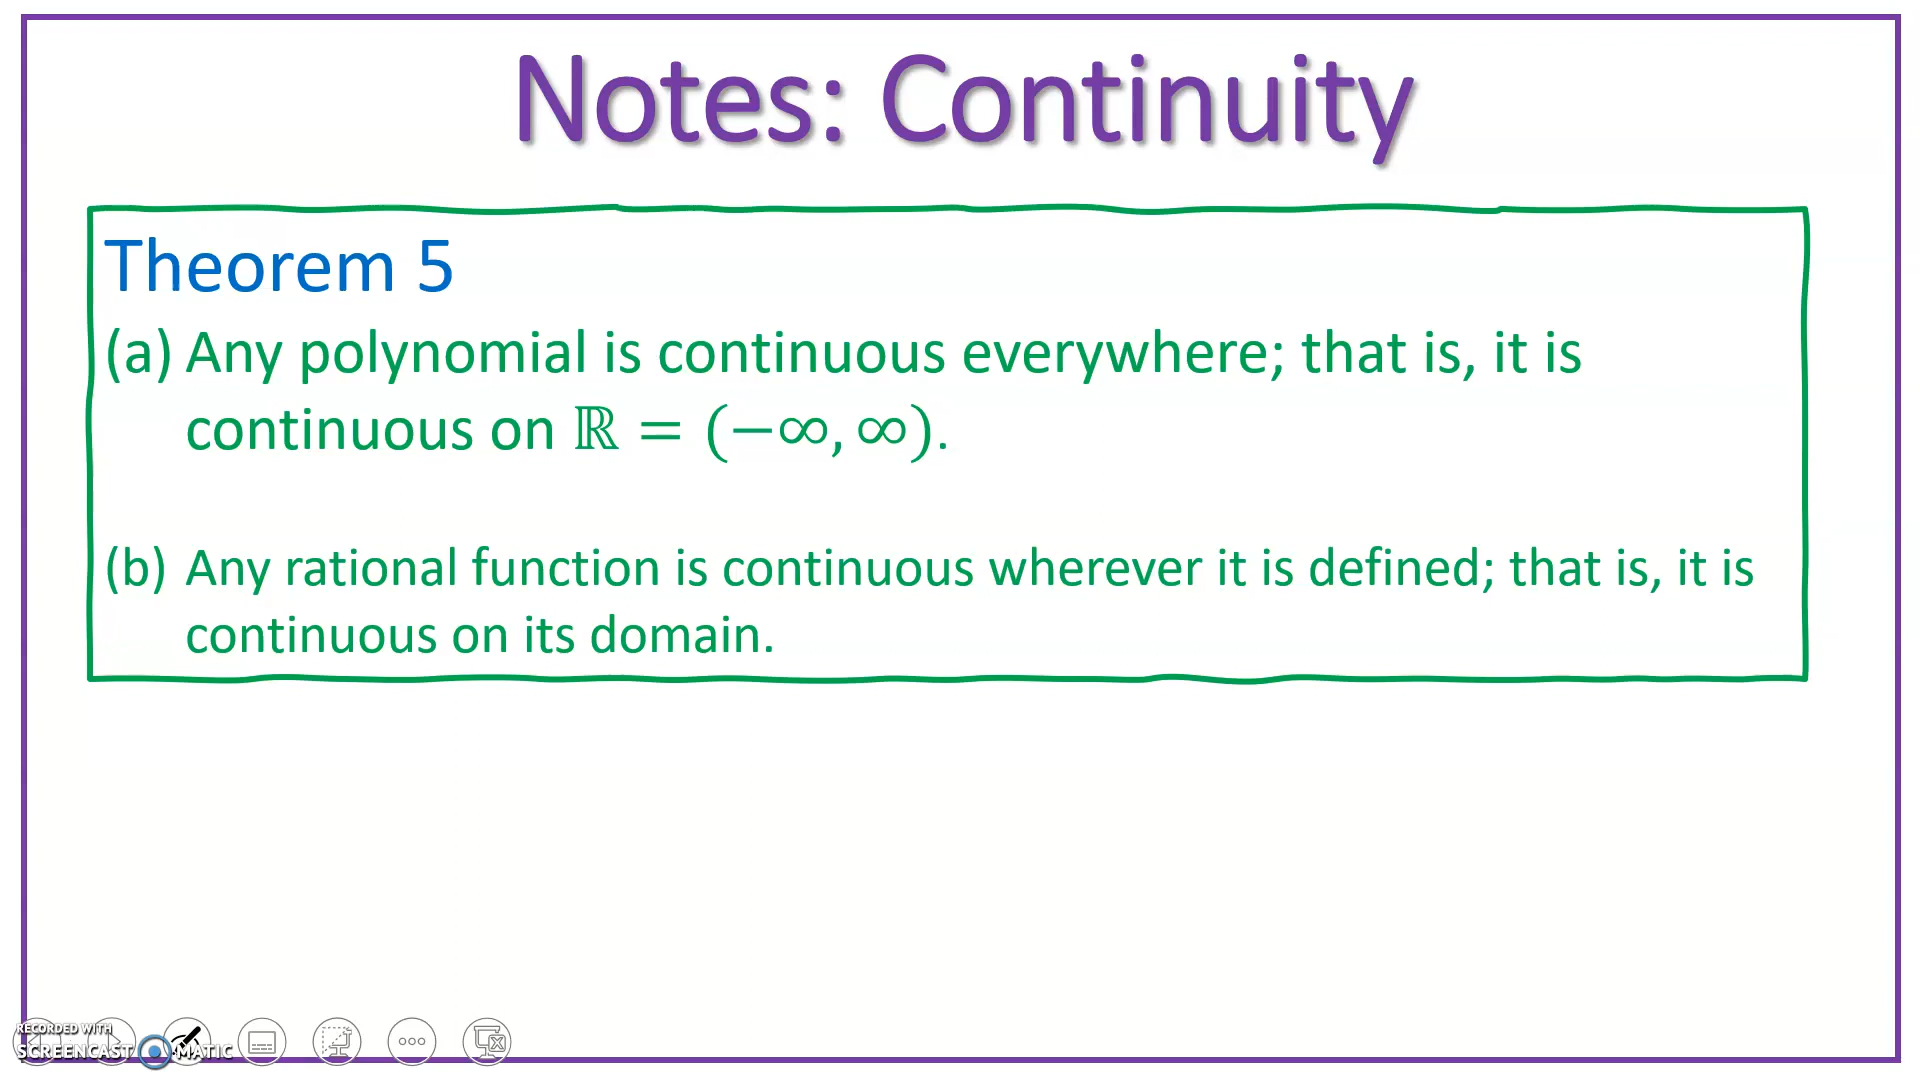 Notes: Continuity
Theorem 5
(a) Any polynomial is continuous everywhere; that is, it is
continuous on ℝ = (−∞, ∞).
(b) Any rational function is continuous wherever it is defined; that is, it is
continuous on its domain.
RECORDED WITH
SCREENCAST MATIC